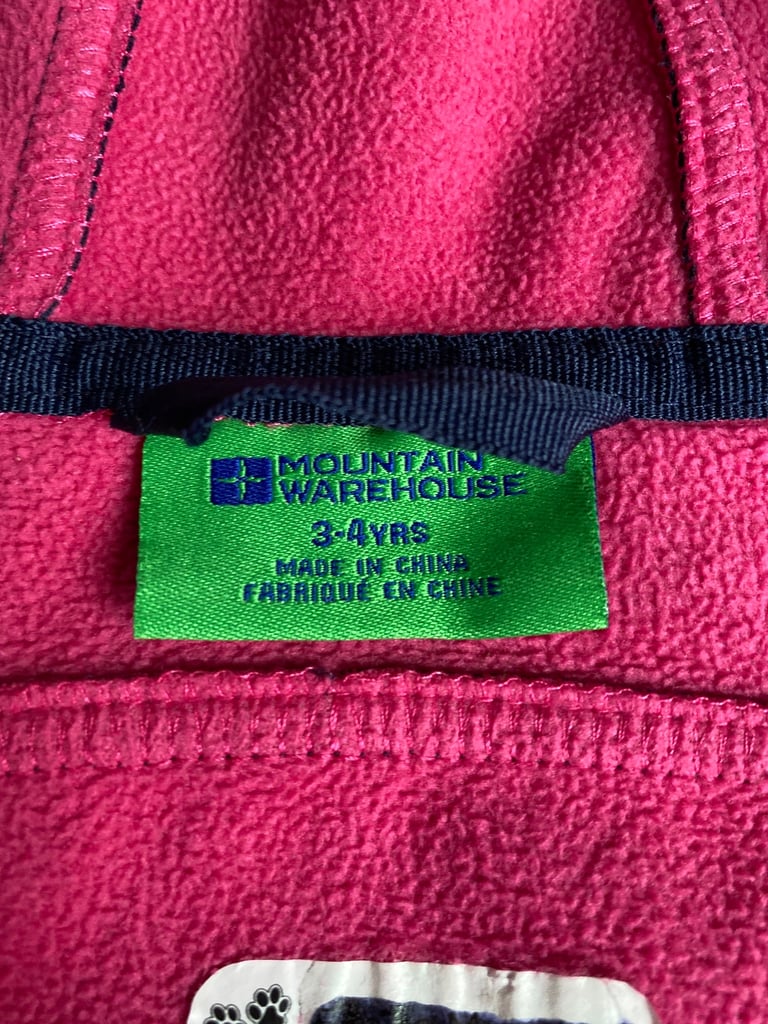 MOUNTAIN
WAREHOUSE
3-4YRS
MADE IN CHINA
FABRIQUÉ EN CHINE